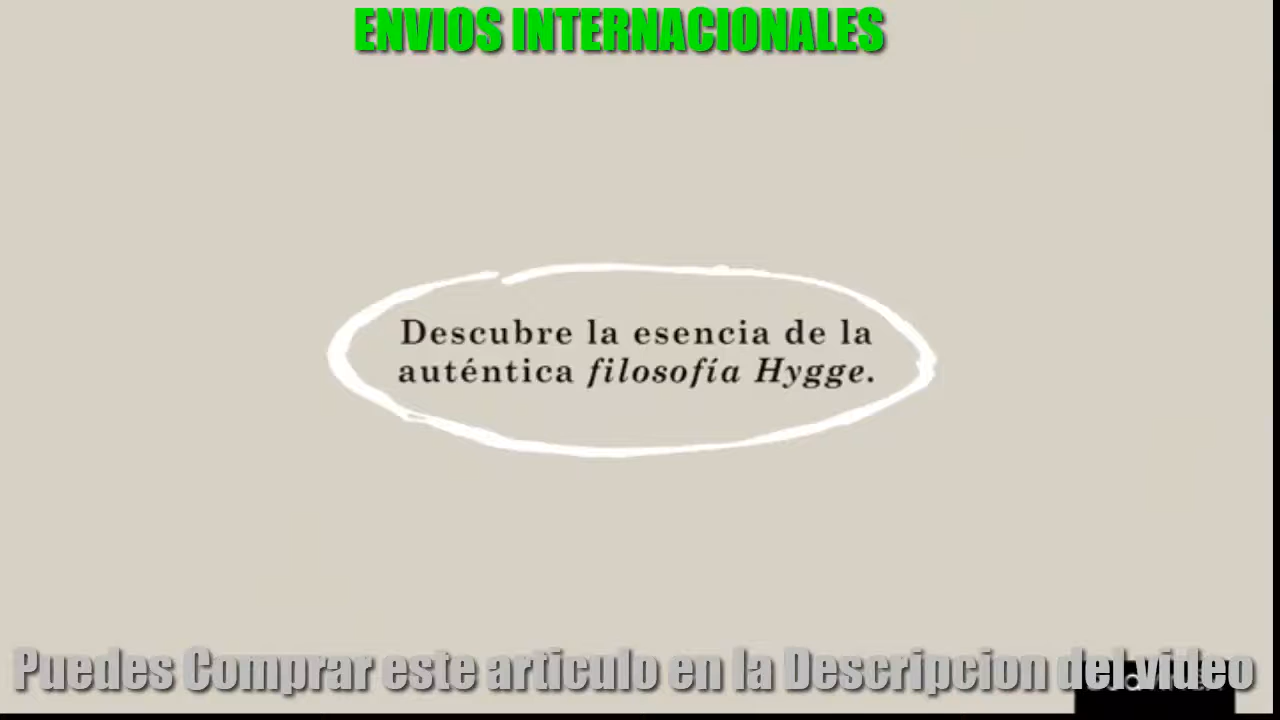 ENVIOS INTERNACIONALES
Descubre la esencia de la
auténtica filosofía Hygge.
Puedes Comprar este articulo en la Descripcion del video